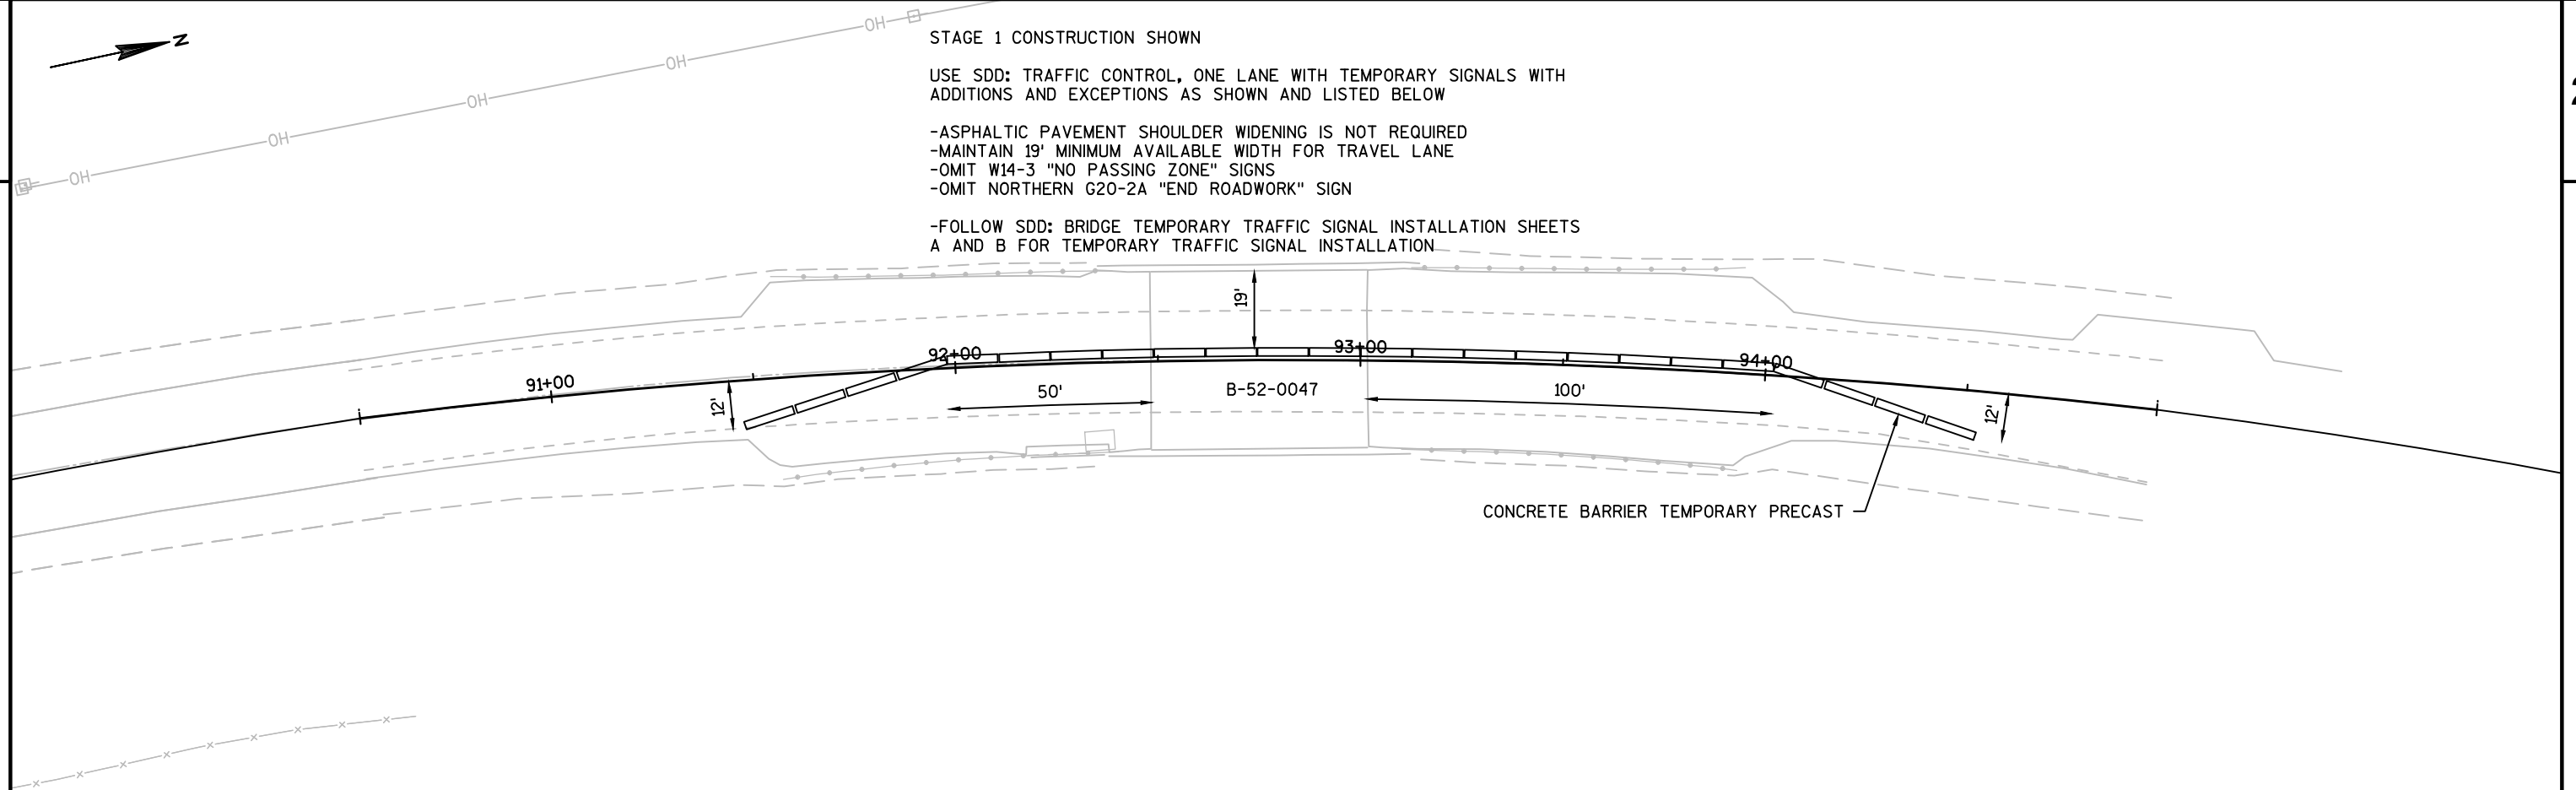 N
OH
OH
OH
OH
OH
STAGE 1 CONSTRUCTION SHOWN
USE SDD: TRAFFIC CONTROL, ONE LANE WITH TEMPORARY SIGNALS WITH
ADDITIONS AND EXCEPTIONS AS SHOWN AND LISTED BELOW
-ASPHALTIC PAVEMENT SHOULDER WIDENING IS NOT REQUIRED
-MAINTAIN 19' MINIMUM AVAILABLE WIDTH FOR TRAVEL LANE
-OMIT W14-3 "NO PASSING ZONE" SIGNS
-OMIT NORTHERN G20-2A "END ROADWORK" SIGN
-FOLLOW SDD: BRIDGE TEMPORARY TRAFFIC SIGNAL INSTALLATION SHEETS
A AND B FOR TEMPORARY TRAFFIC SIGNAL INSTALLATION
19'
91+00
92+00
93+00
94+00
12'
50'
B-52-0047
100'
12'
CONCRETE BARRIER TEMPORARY PRECAST